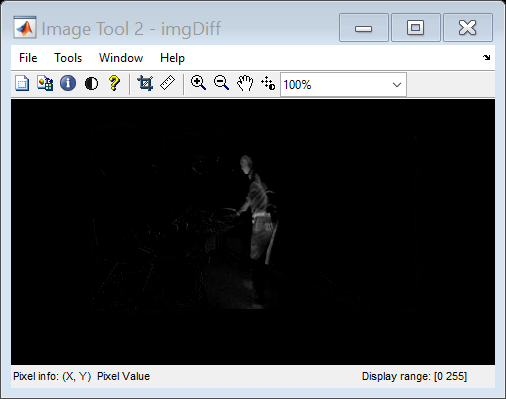 Image Tool 2 - imgDiff
File Tools Window Help
100%
Pixel info: (X, Y) Pixel Value Display range: [0 255]